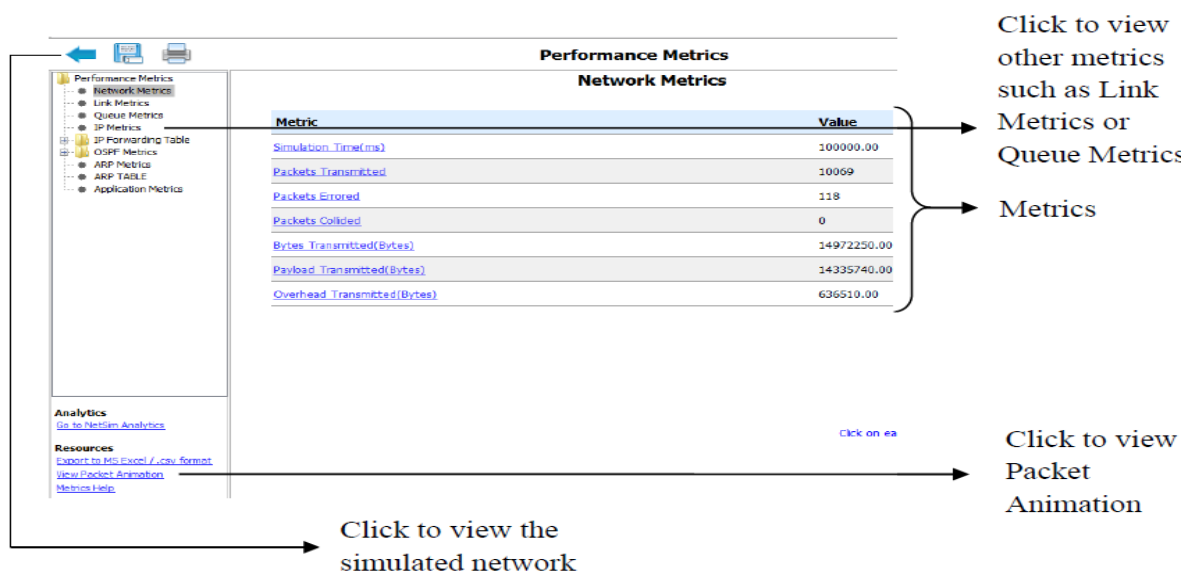 Click to view
other metrics
such as Link
Metrics or
Queue Metrics
Performance Metrics
Performance Metrics
Network Metrics
Link Metrics
Queue Metrics
IP Metrics
IP Forwarding Table
OSPF Metrics
ARP Metrics
ARP TABLE
Application Metrics
Network Metrics
Metric Value
Simulation Time(ms) 100000.00
Packets Transmitted 10069
Packets Errored 118
Packets Collided 0
Bytes Transmitted(Bytes) 14972250.00
Payload Transmitted(Bytes) 14335740.00
Overhead Transmitted(Bytes) 636510.00
Metrics
Analytics
Go to NetSim Analytics
Resources
Export to MS Excel /.csv format
View Packet Animation
Metrics Help
Click on ea
Click to view
Packet
Animation
Click to view the
simulated network